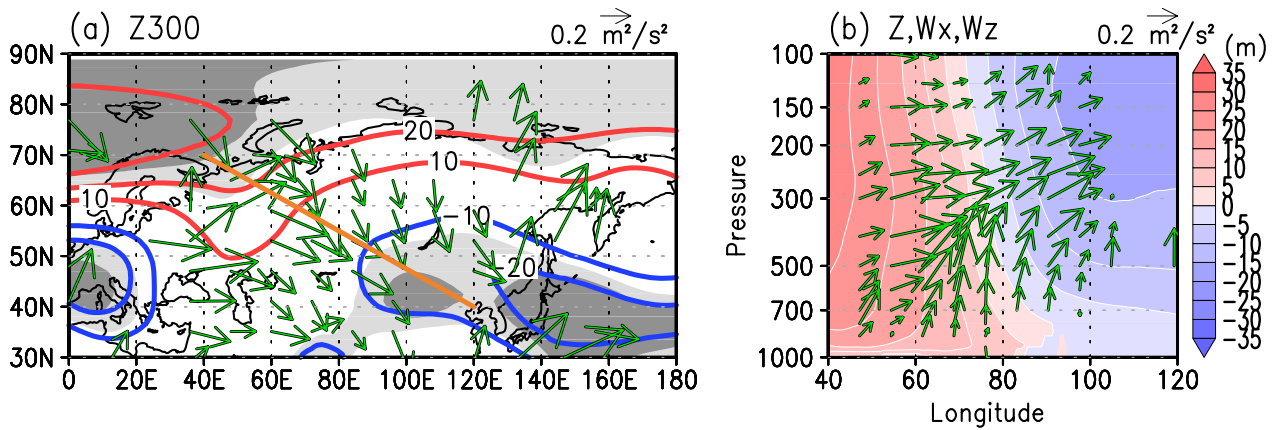 (a) Z300
0.2 m²/s²
90N
80N
70N
60N
50N
40N
30N
20
10
10
-10
-20
0 20E 40E 60E 80E 100E 120E 140E 160E 180
(b) Z,Wx,Wz
0.2 m²/s² (m)
Pressure
100
150
200
300
500
700
1000
40 60 80 100 120
Longitude
35
30
25
20
15
10
5
0
-5
-10
-15
-20
-25
-30
-35